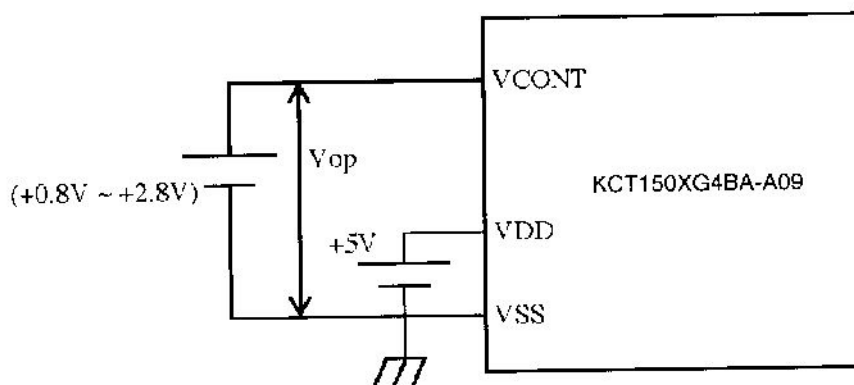 VCONT
Vop
(+0.8V ~ +2.8V)
KCT150XG4BA-A09
VDD
+5V
VSS